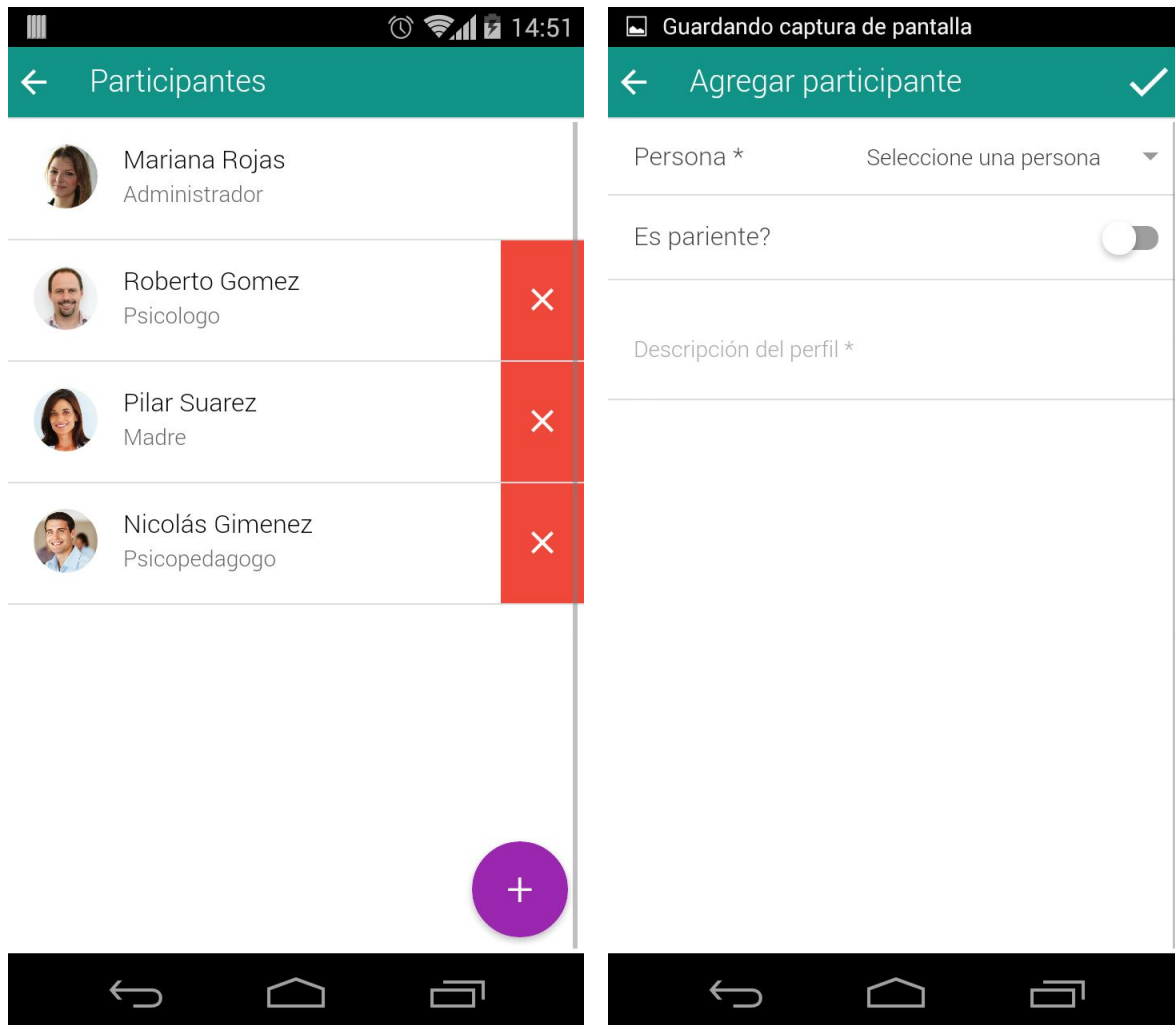 14:51
Participantes
Mariana Rojas
Administrador
Roberto Gomez
Psicologo
Pilar Suarez
Madre
Nicolás Gimenez
Psicopedagogo
Guardando captura de pantalla
Agregar participante
Persona * Seleccione una persona
Es pariente?
Descripción del perfil *